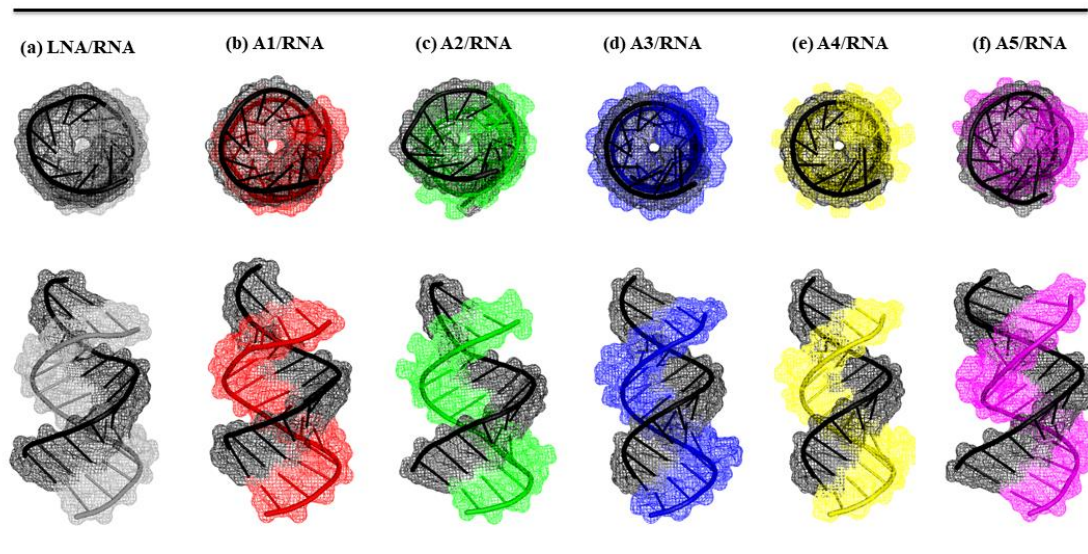 (a) LNA/RNA
(b) A1/RNA
(c) A2/RNA
(d) A3/RNA
(e) A4/RNA
(f) A5/RNA